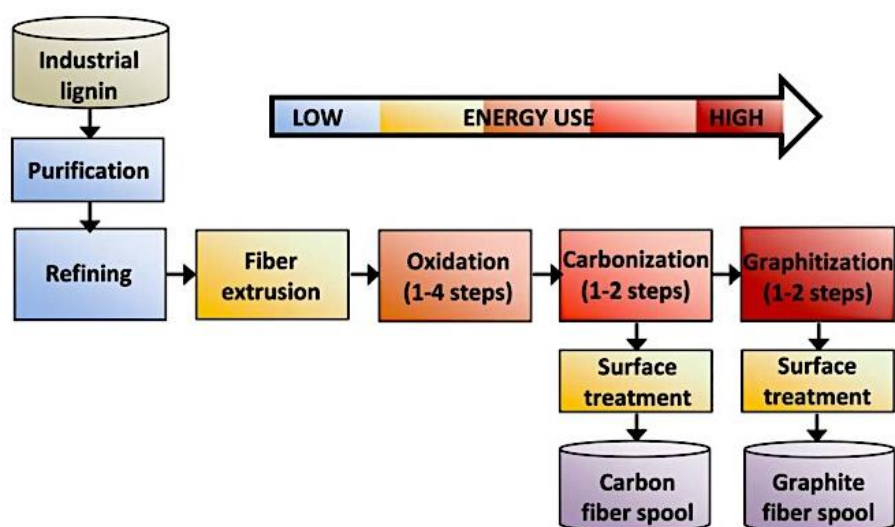 Industrial
lignin
LOW ENERGY USE HIGH
Purification
Refining
Fiber
extrusion
Oxidation
(1-4 steps)
Carbonization
(1-2 steps)
Graphitization
(1-2 steps)
Surface
treatment
Surface
treatment
Carbon
fiber spool
Graphite
fiber spool